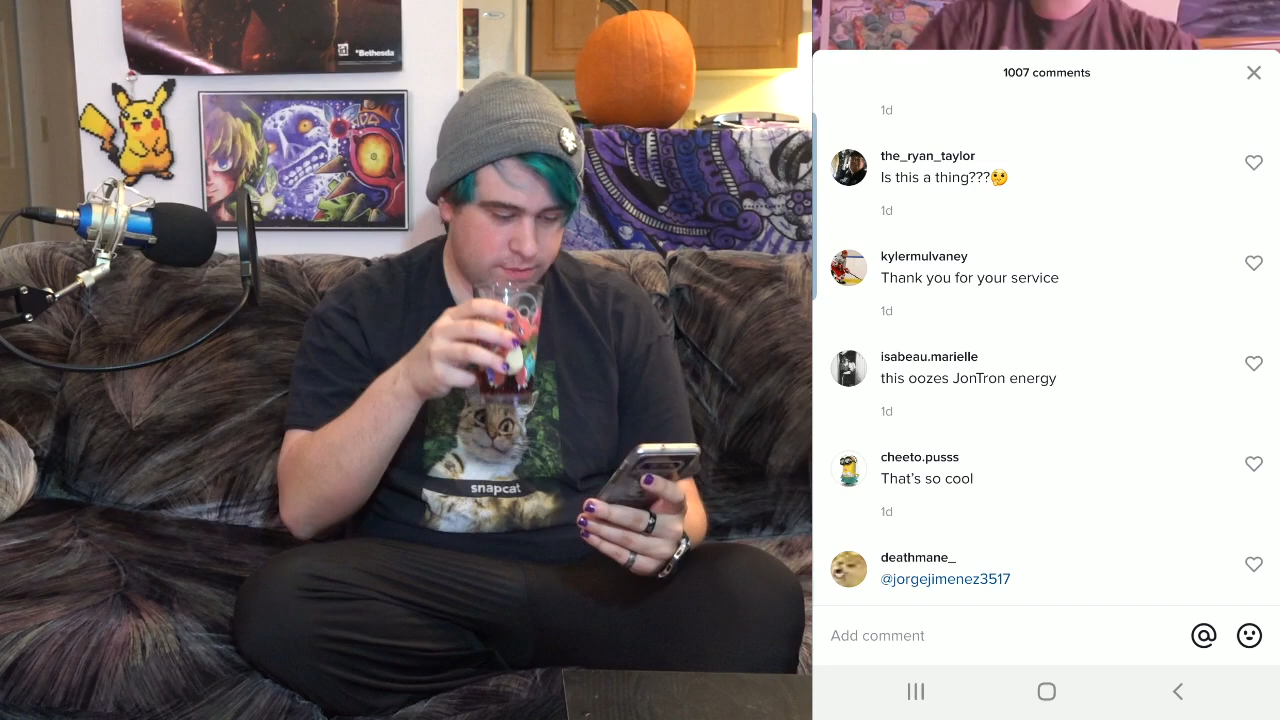 Bethesda
snapcat
1007 comments
1d
the_ryan_taylor
Is this a thing???🤔
1d
kylermulvaney
Thank you for your service
1d
isabeau.marielle
this oozes JonTron energy
1d
cheeto.pusss
That's so cool
1d
deathmane_
@jorgejimenez3517
Add comment